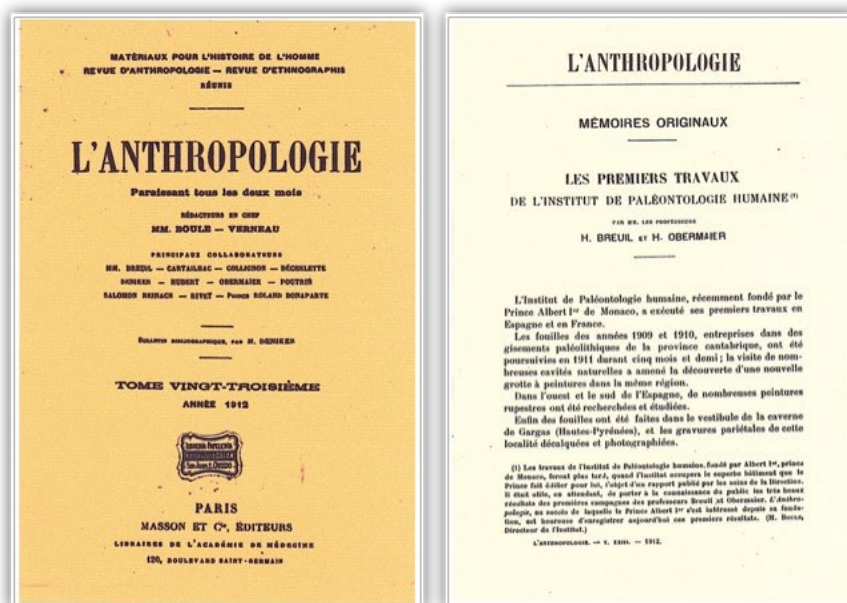 MATÉRIAUX POUR L'HISTOIRE DE L'HOMME
REVUE D'ANTHROPOLOGIE — REVUE D'ETHNOGRAPHIE
RÉUNIS
L'ANTHROPOLOGIE
Paraissant tous les deux mois
RÉDACTEURS EN CHEF
MM. BOULE — VERNEAU
PRINCIPAUX COLLABORATEURS
MM. BREUIL — CARTAILHAC — COLLIGNON — DÉCHELETTE
DENIKER — HUBERT — OBERMAIER — POUTRIN
SALOMON REINACH — RIVET — PRINCE ROLAND BONAPARTE
BULLETIN BIBLIOGRAPHIQUE, PAR M. DENIKER
TOME VINGT-TROISIÈME
ANNÉE 1912
PARIS
MASSON ET Cie, ÉDITEURS
LIBRAIRES DE L'ACADÉMIE DE MÉDECINE
120, BOULEVARD SAINT-GERMAIN
L'ANTHROPOLOGIE
MÉMOIRES ORIGINAUX
LES PREMIERS TRAVAUX
DE L'INSTITUT DE PALÉONTOLOGIE HUMAINE (1)
PAR MM. LES PROFESSEURS
H. BREUIL ET H. OBERMAIER
L'Institut de Paléontologie humaine, récemment fondé par le
Prince Albert Ier de Monaco, a exécuté ses premiers travaux en
Espagne et en France.
Les fouilles des années 1909 et 1910, entreprises dans des
gisements paléolithiques de la province cantabrique, ont été
poursuivies en 1911 durant cinq mois et demi ; la visite de nom-
breuses cavités naturelles a amené la découverte d'une nouvelle
grotte à peintures dans la même région.
Dans l'ouest et le sud de l'Espagne, de nombreuses peintures
rupestres ont été recherchées et étudiées.
Enfin des fouilles ont été faites dans le vestibule de la caverne
de Gargas (Hautes-Pyrénées), et les gravures pariétales de cette
localité décalquées et photographiées.
(1) Les travaux de l'Institut de Paléontologie humaine, fondé par Albert Ier, prince
de Monaco, feront plus tard, quand l'Institut occupera le superbe bâtiment que le
Prince fait édifier pour lui, l'objet d'un rapport publié par les soins de la Direction.
Il était utile, en attendant, de porter à la connaissance du public les très beaux
résultats des premières campagnes des professeurs Breuil et Obermaier. L'Anthro-
pologie, au succès de laquelle le Prince Albert Ier s'est intéressé depuis sa fonda-
tion, est heureuse d'enregistrer aujourd'hui ces premiers résultats. (M. BOULE,
Directeur de l'Institut.)
L'ANTHROPOLOGIE. — T. XXIII. — 1912.